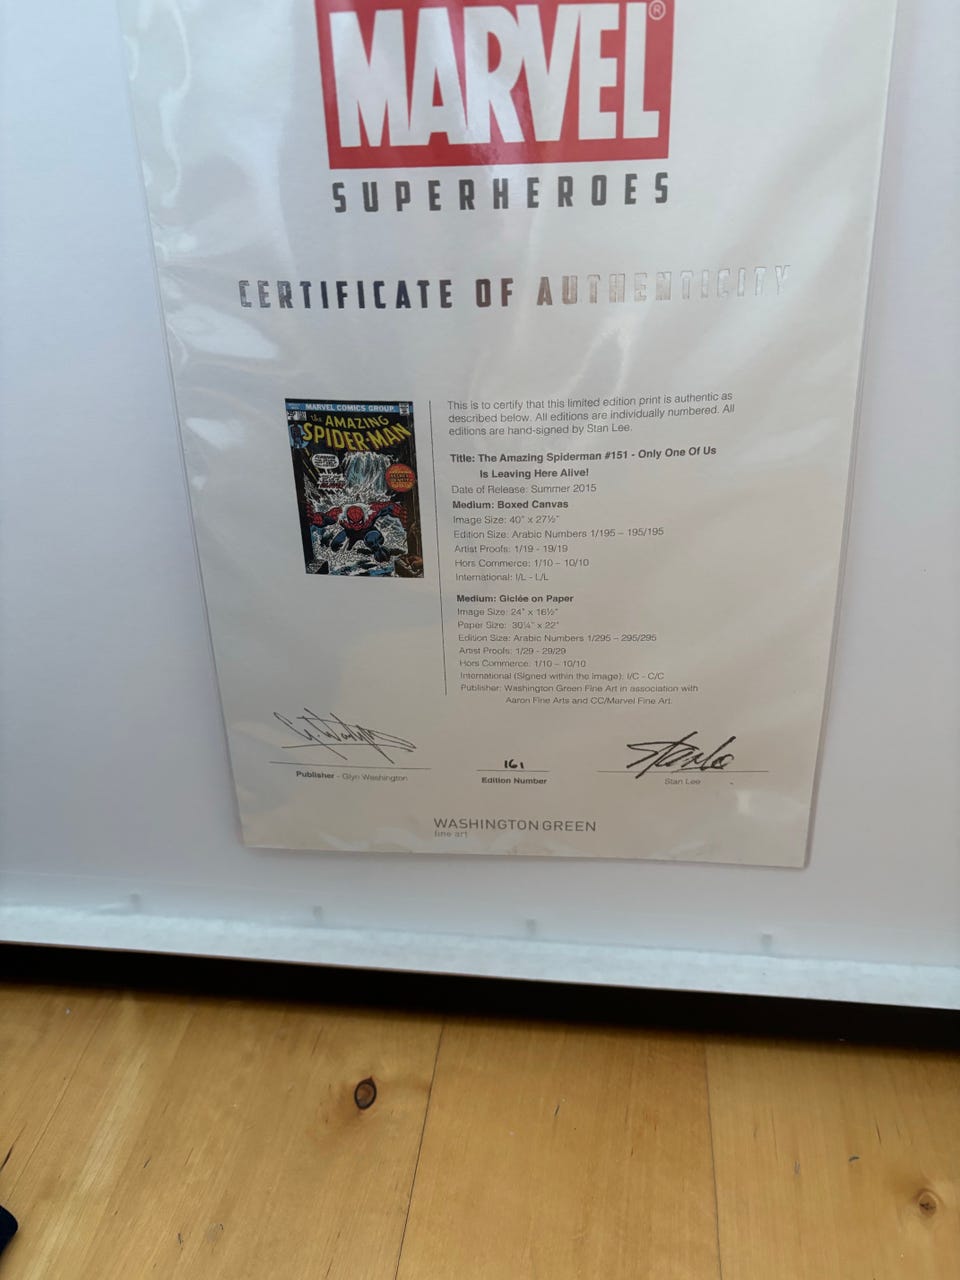 MARVEL®
SUPERHEROES
CERTIFICATE OF AUTHENTICITY
MARVEL COMICS GROUP
the AMAZING
SPIDER-MAN
This is to certify that this limited edition print is authentic as
described below. All editions are individually numbered. All
editions are hand-signed by Stan Lee.
Title: The Amazing Spiderman #151 - Only One Of Us
Is Leaving Here Alive!
Date of Release: Summer 2015
Medium: Boxed Canvas
Image Size: 40" x 27½"
Edition Size: Arabic Numbers 1/195 – 195/195
Artist Proofs: 1/19 - 19/19
Hors Commerce: 1/10 – 10/10
International: I/L - L/L
Medium: Giclée on Paper
Image Size: 24" x 16½"
Paper Size: 30¼" x 22"
Edition Size: Arabic Numbers 1/295 – 295/295
Artist Proofs: 1/29 - 29/29
Hors Commerce: 1/10 – 10/10
International (Signed within the image): I/C - C/C
Publisher: Washington Green Fine Art in association with
Aaron Fine Arts and CC/Marvel Fine Art.
161
Stan Lee
Publisher - Glyn Washington
Edition Number
Stan Lee
WASHINGTON GREEN
fine art